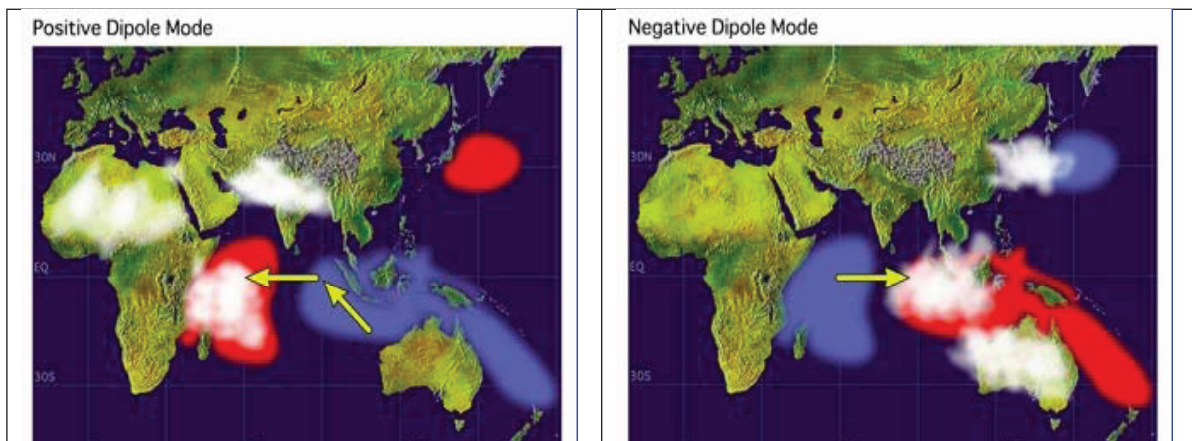 Positive Dipole Mode
30N
EQ
30S
Negative Dipole Mode
30N
EQ
30S